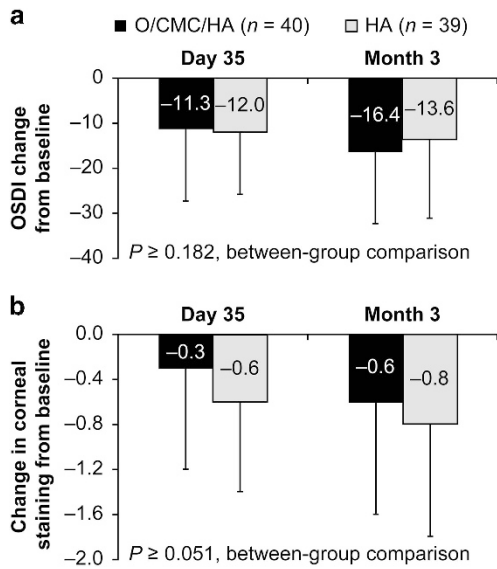 a
O/CMC/HA (n = 40) HA (n = 39)
Day 35 Month 3
OSDI change
from baseline
0
–10
–20
–30
–40
–11.3 –12.0 –16.4 –13.6
P ≥ 0.182, between-group comparison
b
Day 35 Month 3
Change in corneal
staining from baseline
0.0
–0.4
–0.8
–1.2
–1.6
–2.0
–0.3 –0.6 –0.6 –0.8
P ≥ 0.051, between-group comparison